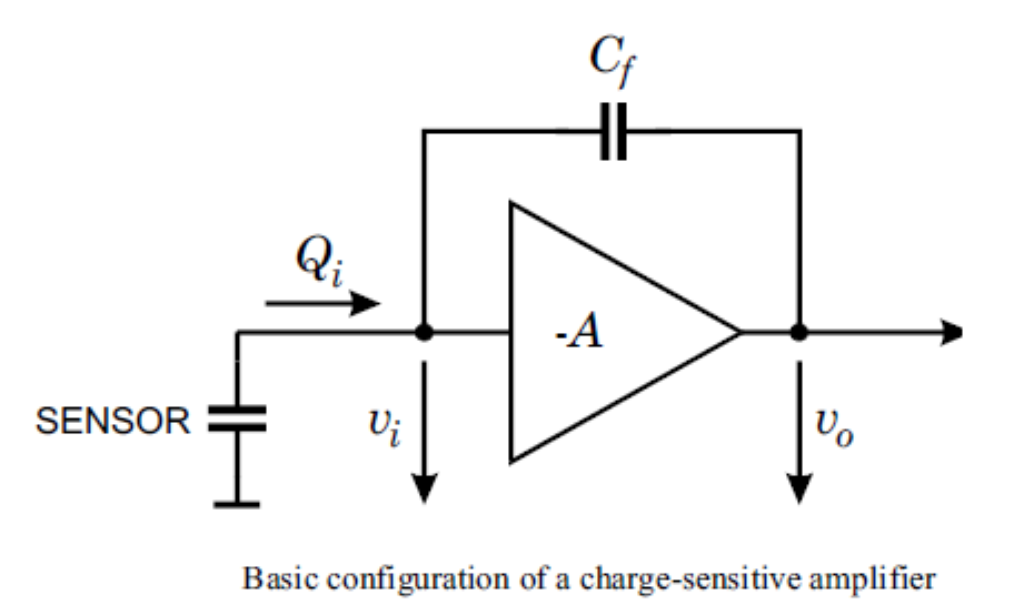 C_f
Q_i
-A
SENSOR
v_i
v_o
Basic configuration of a charge-sensitive amplifier